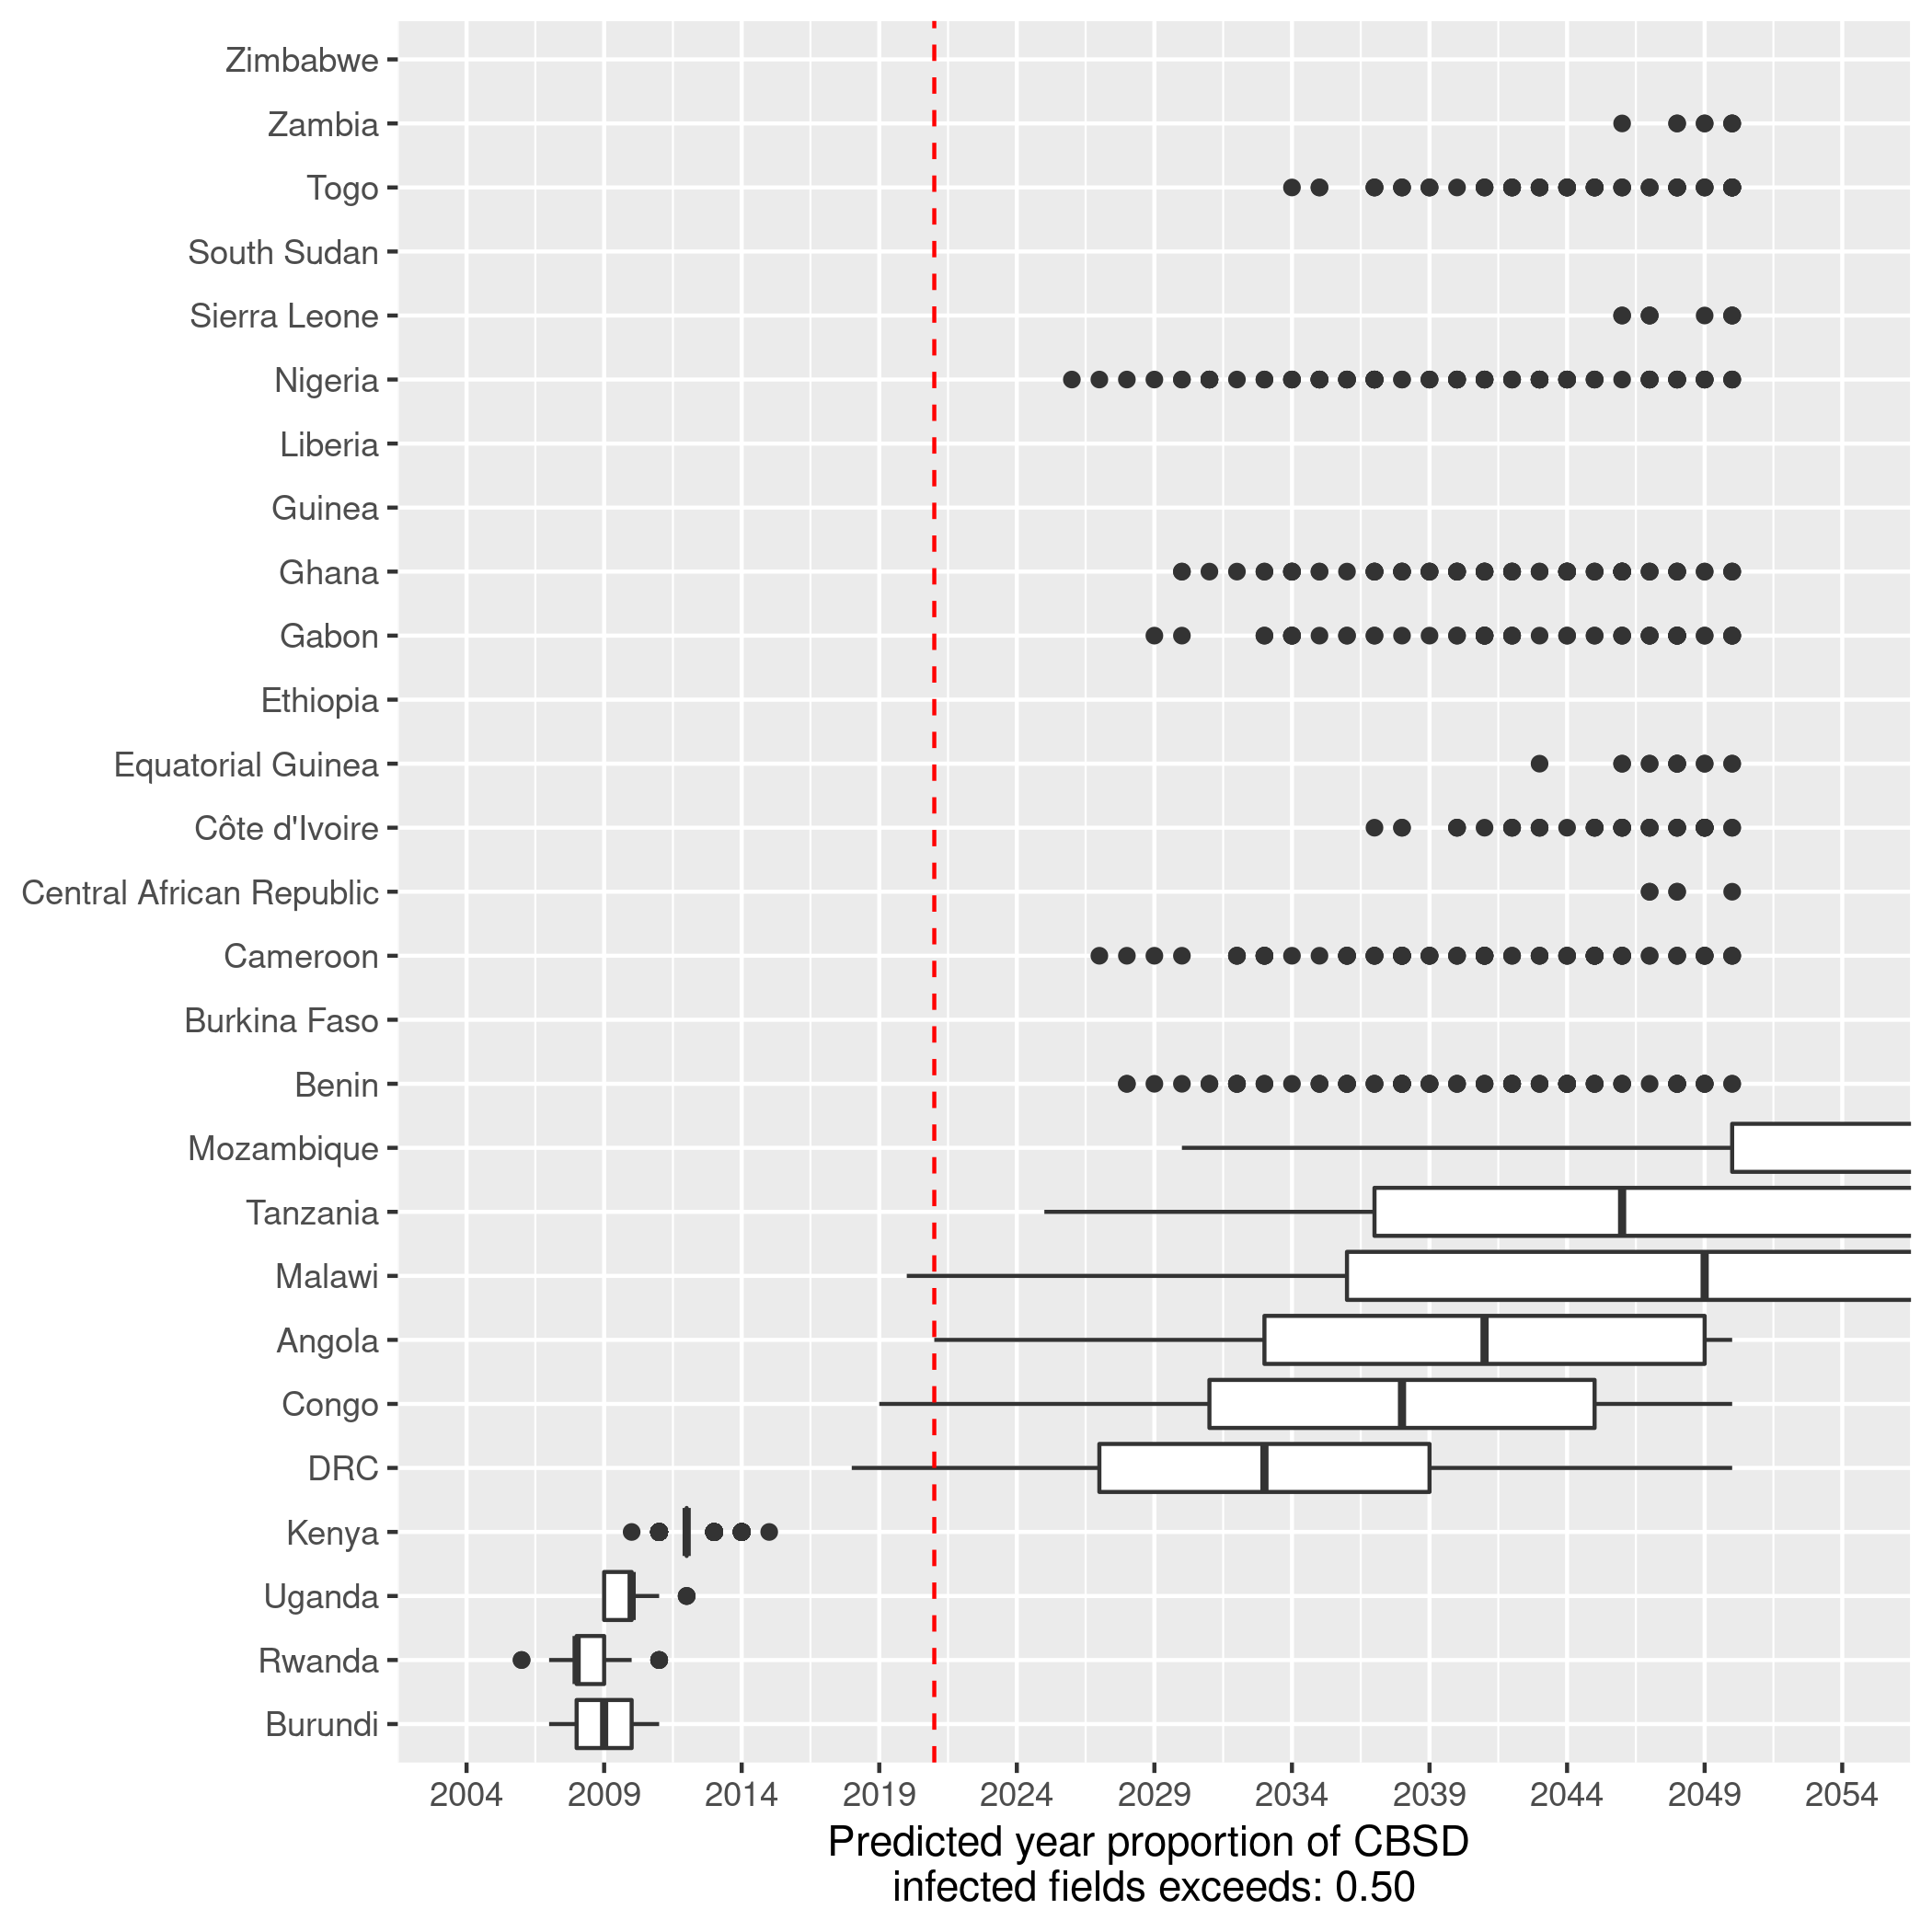 Zimbabwe
Zambia
Togo
South Sudan
Sierra Leone
Nigeria
Liberia
Guinea
Ghana
Gabon
Ethiopia
Equatorial Guinea
Côte d'Ivoire
Central African Republic
Cameroon
Burkina Faso
Benin
Mozambique
Tanzania
Malawi
Angola
Congo
DRC
Kenya
Uganda
Rwanda
Burundi
2004 2009 2014 2019 2024 2029 2034 2039 2044 2049 2054
Predicted year proportion of CBSD
infected fields exceeds: 0.50